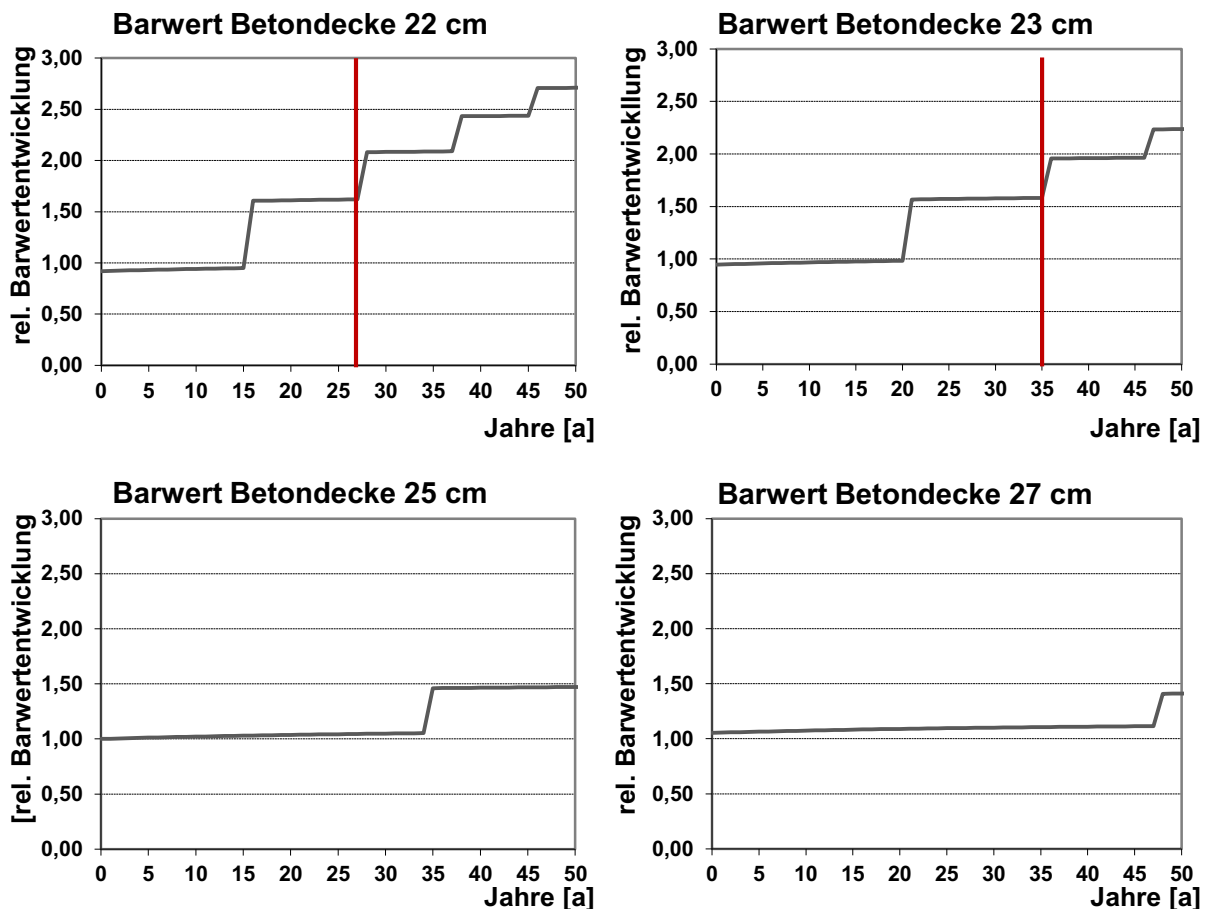 Barwert Betondecke 22 cm
rel. Barwertentwicklung
3,00
2,50
2,00
1,50
1,00
0,50
0,00
0 5 10 15 20 25 30 35 40 45 50
Jahre [a]
Barwert Betondecke 23 cm
rel. Barwertentwickllung
3,00
2,50
2,00
1,50
1,00
0,50
0,00
0 5 10 15 20 25 30 35 40 45 50
Jahre [a]
Barwert Betondecke 25 cm
[rel. Barwertentwicklung
3,00
2,50
2,00
1,50
1,00
0,50
0,00
0 5 10 15 20 25 30 35 40 45 50
Jahre [a]
Barwert Betondecke 27 cm
rel. Barwertentwicklung
3,00
2,50
2,00
1,50
1,00
0,50
0,00
0 5 10 15 20 25 30 35 40 45 50
Jahre [a]